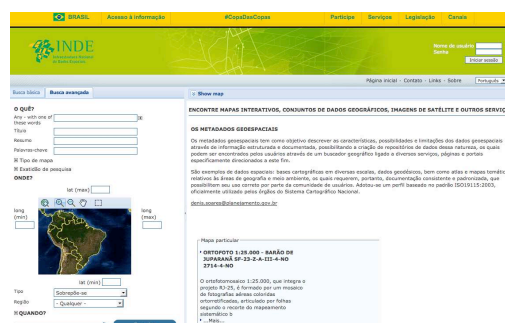 BRASIL Acesso à informação #CopaDasCopas Participe Serviços Legislação Canais
INDE
Nome do usuário
Senha
Iniciar sessão
Página inicial - Contato - Links - Sobre Português
Busca básica Busca avançada
Show map
O QUÊ?
Any - with one of these words
Título
Resumo
Palavras-chave
Tipo de mapa
Exatidão de pesquisa
ONDE?
lat (max)
long (min)
long (max)
lat (min)
Tipo Sobrepõe-se
Região - Qualquer -
QUANDO?
ENCONTRE MAPAS INTERATIVOS, CONJUNTOS DE DADOS GEOGRÁFICOS, IMAGENS DE SATÉLITE E OUTROS SERVIÇ
OS METADADOS GEOESPACIAIS
Os metadados geoespaciais tem como objetivo descrever as características, possibilidades e limitações dos dados geoespaciais
através de informação estruturada e documentada, possibilitando a criação de repositórios de dados dessa natureza, os quais
podem ser encontrados pelos usuários através de um buscador geográfico ligado a diversos serviços, páginas e portais
especificamente direcionados a este fim.
São exemplos de dados espaciais: bases cartográficas em diversas escalas, dados geodésicos, bem como atlas e mapas temátic
relativos às áreas de geografia e meio ambiente, os quais requerem, portanto, documentação consistente e padronizada, que
possibilitem seu uso correto por parte da comunidade de usuários. Adotou-se um perfil baseado no padrão ISO19115:2003,
oficialmente utilizado pelos órgãos do Sistema Cartográfico Nacional.
denis.soares@planejamento.gov.br
Mapa particular
ORTOFOTO 1:25.000 - BARÃO DE
JUPARANÃ SF-23-Z-A-III-4-NO
2714-4-NO
O ortofotomosaico 1:25.000, que integra o
projeto RJ-25, é formado por um mosaico
de fotografias aéreas coloridas
ortorretificadas, articulado por folhas
segundo o recorte do mapeamento
sistemático b
...Mais...